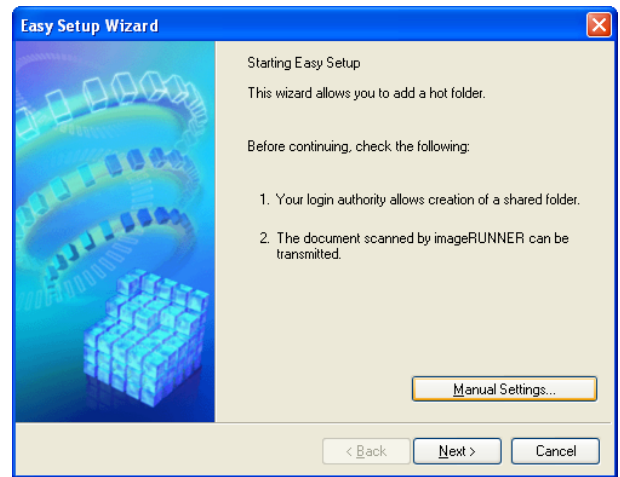 Easy Setup Wizard
Starting Easy Setup
This wizard allows you to add a hot folder.
Before continuing, check the following:
1. Your login authority allows creation of a shared folder.
2. The document scanned by imageRUNNER can be
transmitted.
Manual Settings...
< Back
Next >
Cancel